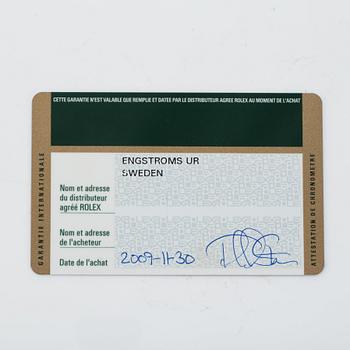 CETTE GARANTIE N'EST VALABLE QUE REMPLIE ET DATEE PAR LE DISTRIBUTEUR AGREE ROLEX AU MOMENT DE L'ACHAT
GARANTIE INTERNATIONALE
ENGSTROMS UR
SWEDEN
Nom et adresse
du distributeur
agréé ROLEX
Nom et adresse
de l'acheteur
Date de l'achat
2009-11-30
ATTESTATION DE CHRONOMETRE